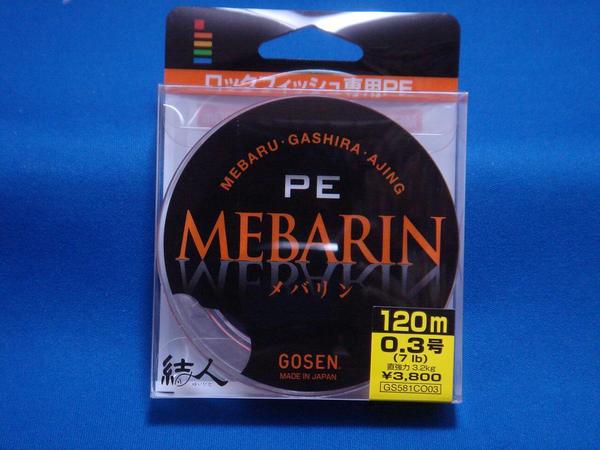 ロックフィッシュ専用PE
MEBARU・GASHIRA・AJING
PE
MEBARIN
メバリン
120m
0.3号
(7 lb)
直強力 3.2kg
¥3,800
GS581CO03
結人
GOSEN
MADE IN JAPAN